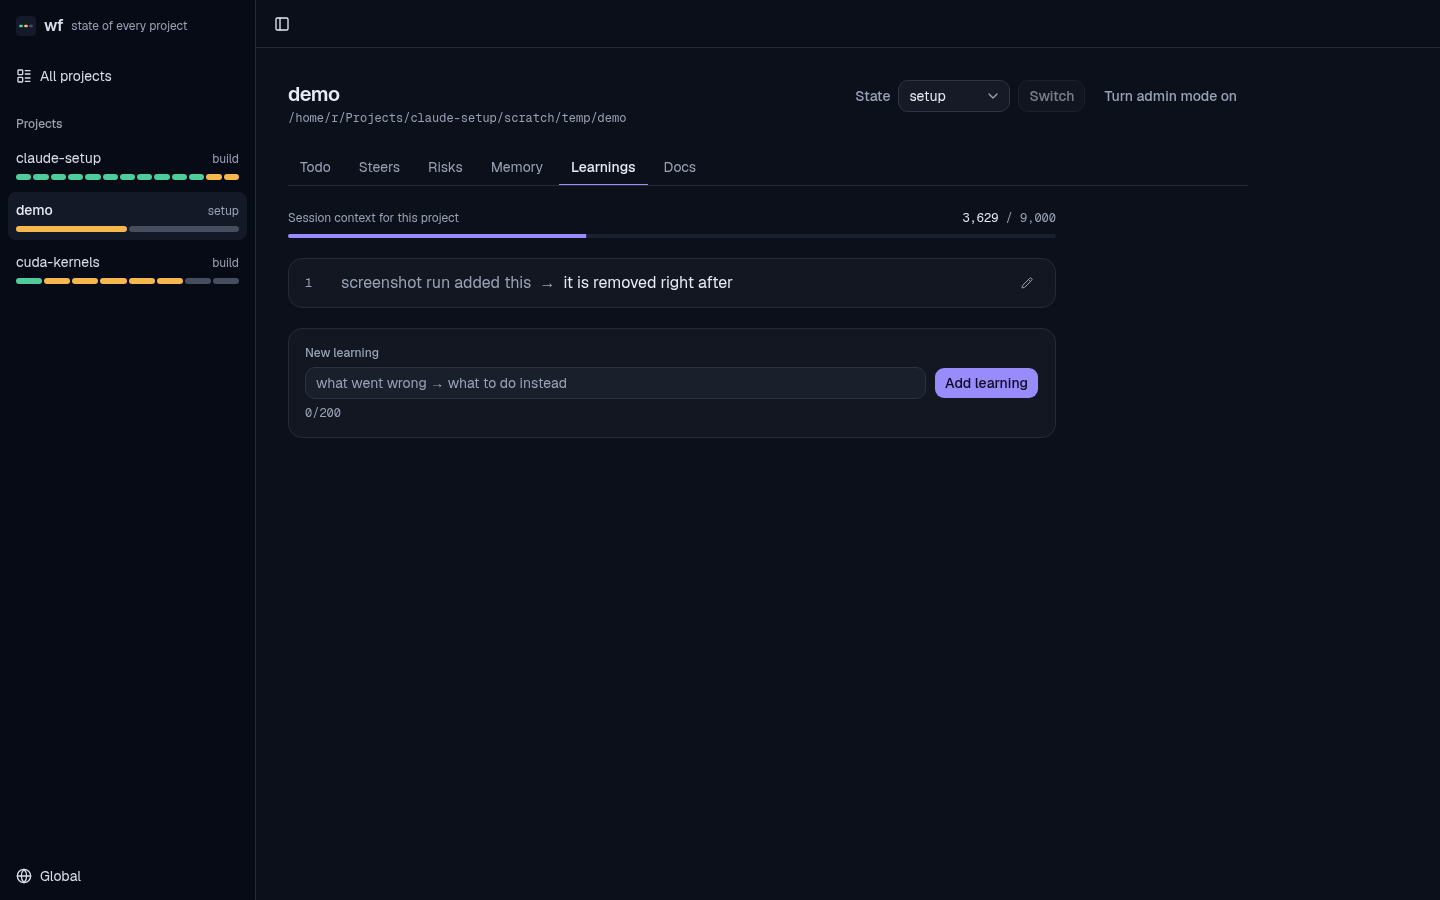 wf state of every project
All projects
Projects
claude-setup build
demo setup
cuda-kernels build
Global
demo
/home/r/Projects/claude-setup/scratch/temp/demo
State setup Switch Turn admin mode on
Todo Steers Risks Memory Learnings Docs
Session context for this project 3,629 / 9,000
1 screenshot run added this → it is removed right after
New learning
what went wrong → what to do instead Add learning
0/200